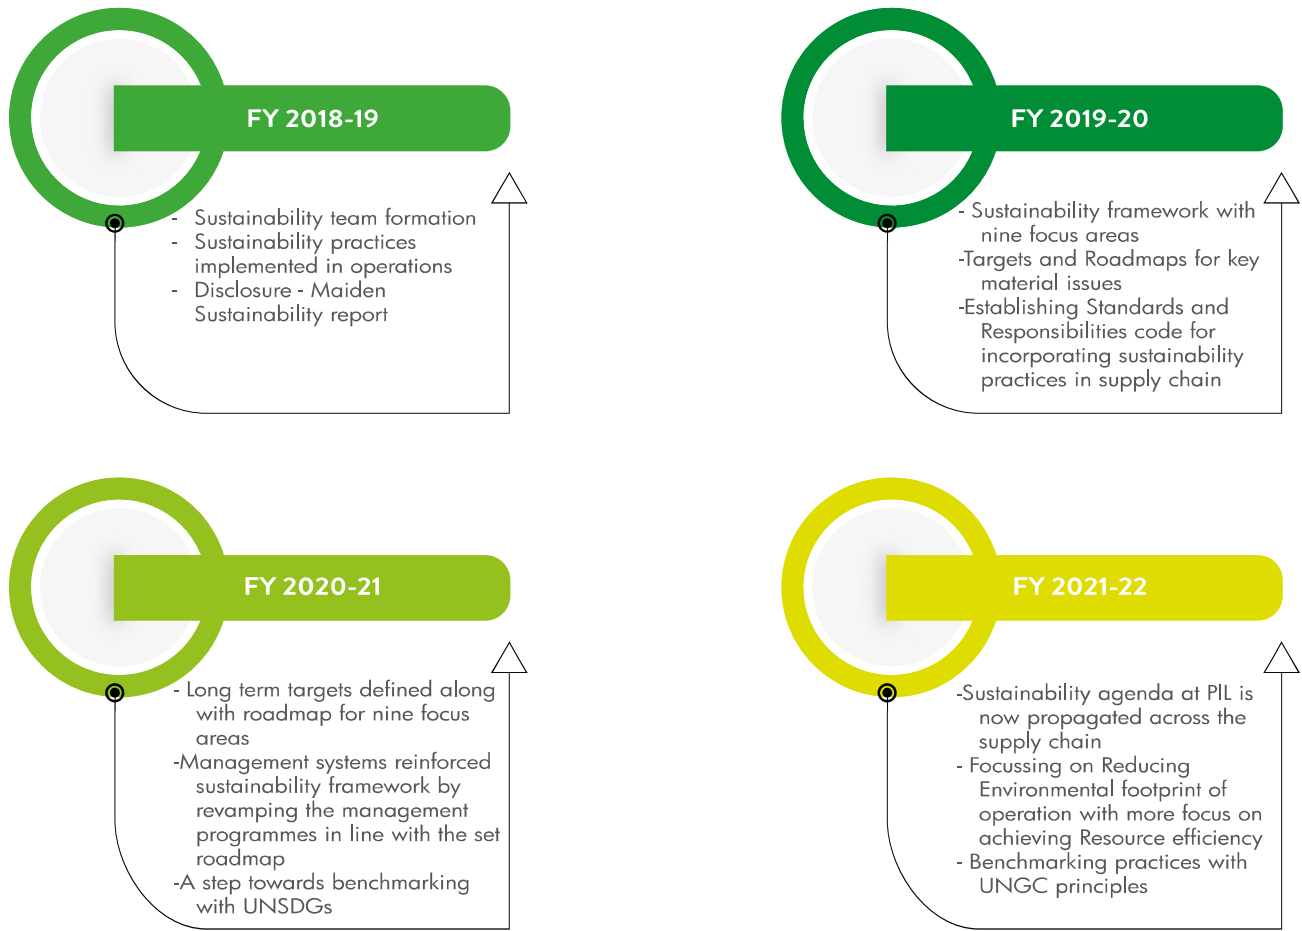 FY 2018-19
- Sustainability team formation
- Sustainability practices
implemented in operations
- Disclosure - Maiden
Sustainability report
FY 2019-20
- Sustainability framework with
nine focus areas
-Targets and Roadmaps for key
material issues
-Establishing Standards and
Responsibilities code for
incorporating sustainability
practices in supply chain
FY 2020-21
- Long term targets defined along
with roadmap for nine focus
areas
-Management systems reinforced
sustainability framework by
revamping the management
programmes in line with the set
roadmap
-A step towards benchmarking
with UNSDGs
FY 2021-22
-Sustainability agenda at PIL is
now propagated across the
supply chain
- Focussing on Reducing
Environmental footprint of
operation with more focus on
achieving Resource efficiency
- Benchmarking practices with
UNGC principles